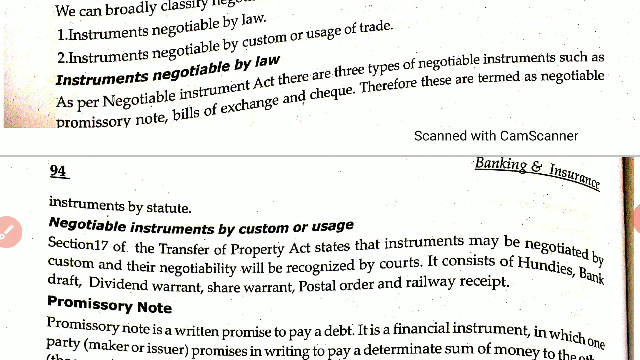 We can broadly classify
1.Instruments negotiable by law.
2.Instruments negotiable by custom or usage of trade.
Instruments negotiable by law
As per Negotiable instrument Act there are three types of negotiable instruments such as
promissory note, bills of exchange and cheque. Therefore these are termed as negotiable
Scanned with CamScanner
94
Banking & Insurance
instruments by statute.
Negotiable instruments by custom or usage
Section17 of the Transfer of Property Act states that instruments may be negotiated by
custom and their negotiability will be recognized by courts. It consists of Hundies, Bank
draft, Dividend warrant, share warrant, Postal order and railway receipt.
Promissory Note
Promissory note is a written promise to pay a debt. It is a financial instrument, in which one
party (maker or issuer) promises in writing to pay a determinate sum of money to the